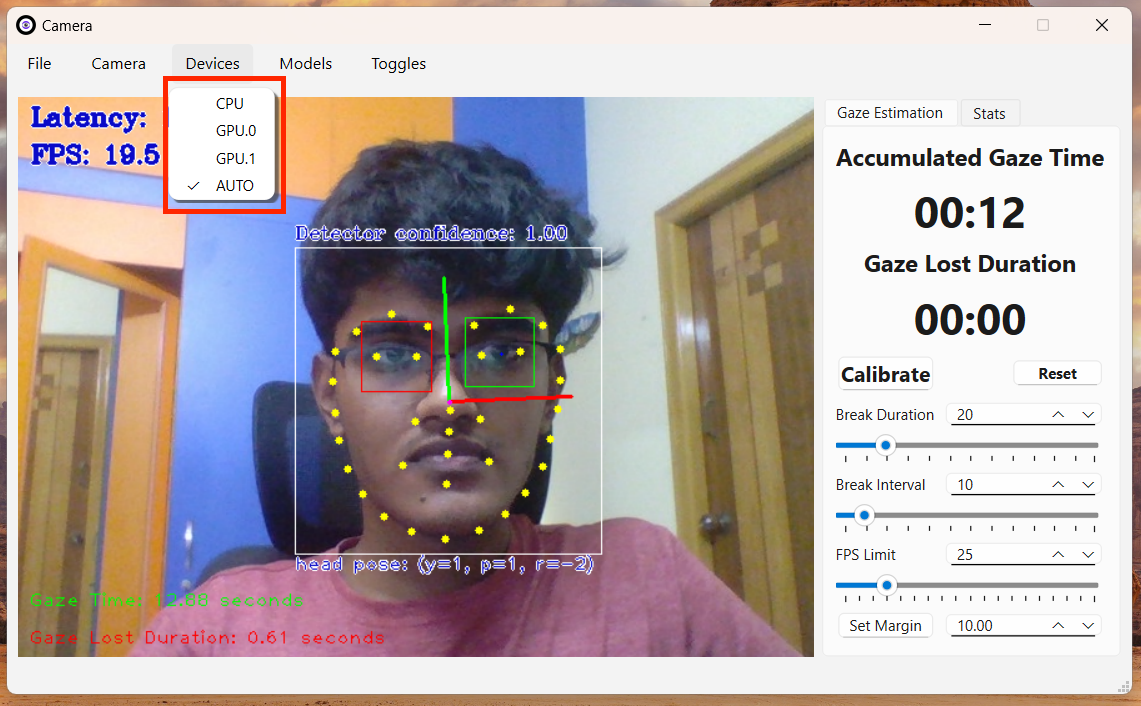 Camera
File Camera Devices Models Toggles
CPU
GPU.0
GPU.1
AUTO
Latency:
FPS: 19.5
Detector confidence: 1.00
head pose: (y=1, p=1, r=-2)
Gaze Time: 12.68 seconds
Gaze Lost Duration: 0.61 seconds
Gaze Estimation Stats
Accumulated Gaze Time
00:12
Gaze Lost Duration
00:00
Calibrate Reset
Break Duration 20
Break Interval 10
FPS Limit 25
Set Margin 10.00